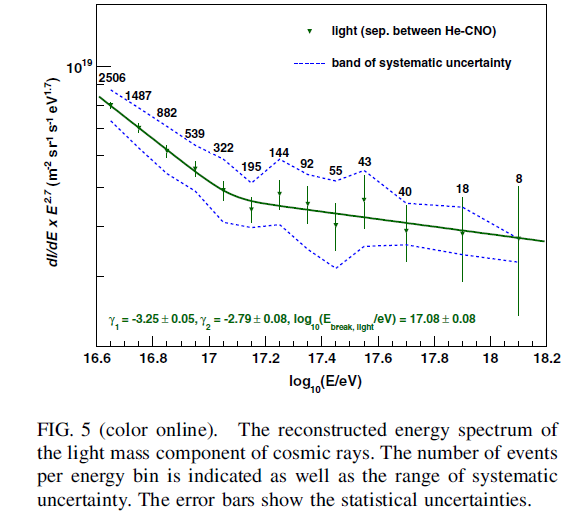 light (sep. between He-CNO)
band of systematic uncertainty
10^19
2506
1487
882
539
322
195
144
92
55
43
40
18
8
dI/dE x E^2.7 (m^-2 sr^-1 s^-1 eV^1.7)
γ_1 = -3.25 ± 0.05, γ_2 = -2.79 ± 0.08, log_10(E_break, light/eV) = 17.08 ± 0.08
16.6 16.8 17 17.2 17.4 17.6 17.8 18 18.2
log_10(E/eV)
FIG. 5 (color online). The reconstructed energy spectrum of
the light mass component of cosmic rays. The number of events
per energy bin is indicated as well as the range of systematic
uncertainty. The error bars show the statistical uncertainties.